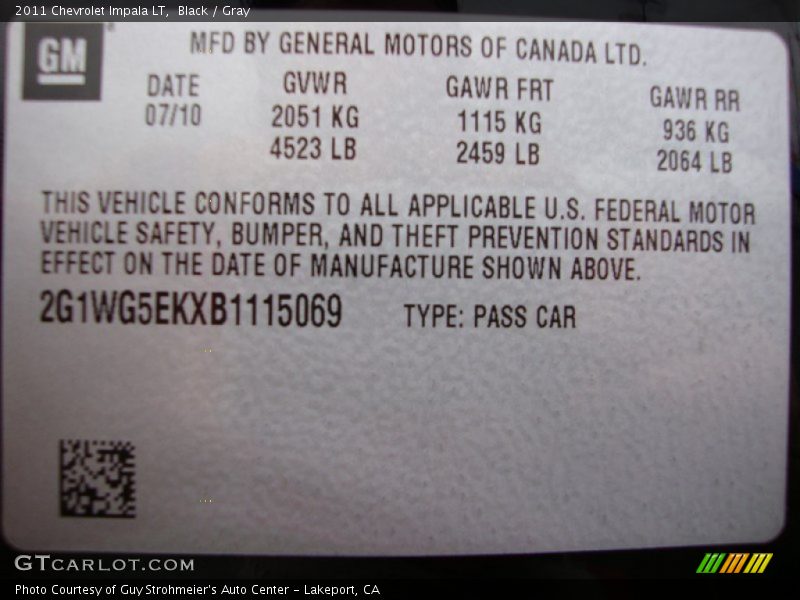 2011 Chevrolet Impala LT,  Black / Gray
GM
MFD BY GENERAL MOTORS OF CANADA LTD.
DATE GVWR GAWR FRT GAWR RR
07/10 2051 KG 1115 KG 936 KG
4523 LB 2459 LB 2064 LB
THIS VEHICLE CONFORMS TO ALL APPLICABLE U.S. FEDERAL MOTOR
VEHICLE SAFETY, BUMPER, AND THEFT PREVENTION STANDARDS IN
EFFECT ON THE DATE OF MANUFACTURE SHOWN ABOVE.
2G1WG5EKXB1115069 TYPE: PASS CAR
GTCARLOT.COM
Photo Courtesy of Guy Strohmeier's Auto Center – Lakeport, CA